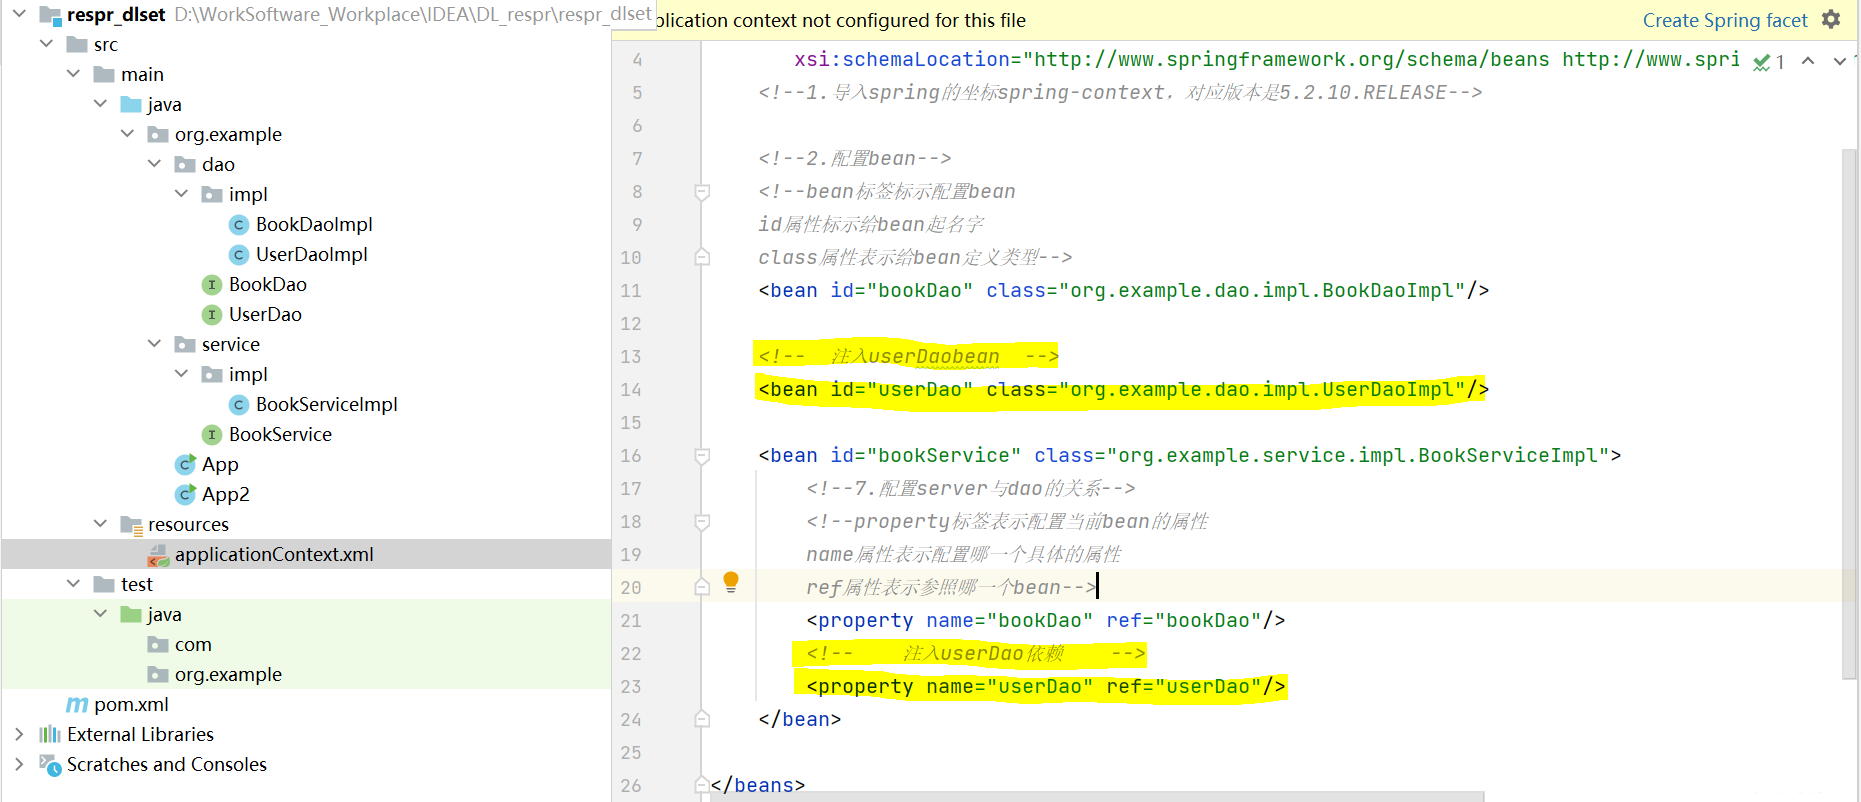 respr_dlset D:\WorkSoftware_Workplace\IDEA\DL_respr\respr_dlset
src
main
java
org.example
dao
impl
BookDaoImpl
UserDaoImpl
BookDao
UserDao
service
impl
BookServiceImpl
BookService
App
App2
resources
applicationContext.xml
test
java
com
org.example
pom.xml
External Libraries
Scratches and Consoles
plication context not configured for this file Create Spring facet
4 xsi:schemaLocation="http://www.springframework.org/schema/beans http://www.spri 1
5 <!--1.导入spring的坐标spring-context，对应版本是5.2.10.RELEASE-->
6
7 <!--2.配置bean-->
8 <!--bean标签标示配置bean
9 id属性标示给bean起名字
10 class属性表示给bean定义类型-->
11 <bean id="bookDao" class="org.example.dao.impl.BookDaoImpl"/>
12
13 <!-- 注入userDaobean -->
14 <bean id="userDao" class="org.example.dao.impl.UserDaoImpl"/>
15
16 <bean id="bookService" class="org.example.service.impl.BookServiceImpl">
17 <!--7.配置server与dao的关系-->
18 <!--property标签表示配置当前bean的属性
19 name属性表示配置哪一个具体的属性
20 ref属性表示参照哪一个bean-->
21 <property name="bookDao" ref="bookDao"/>
22 <!-- 注入userDao依赖 -->
23 <property name="userDao" ref="userDao"/>
24 </bean>
25
26 </beans>